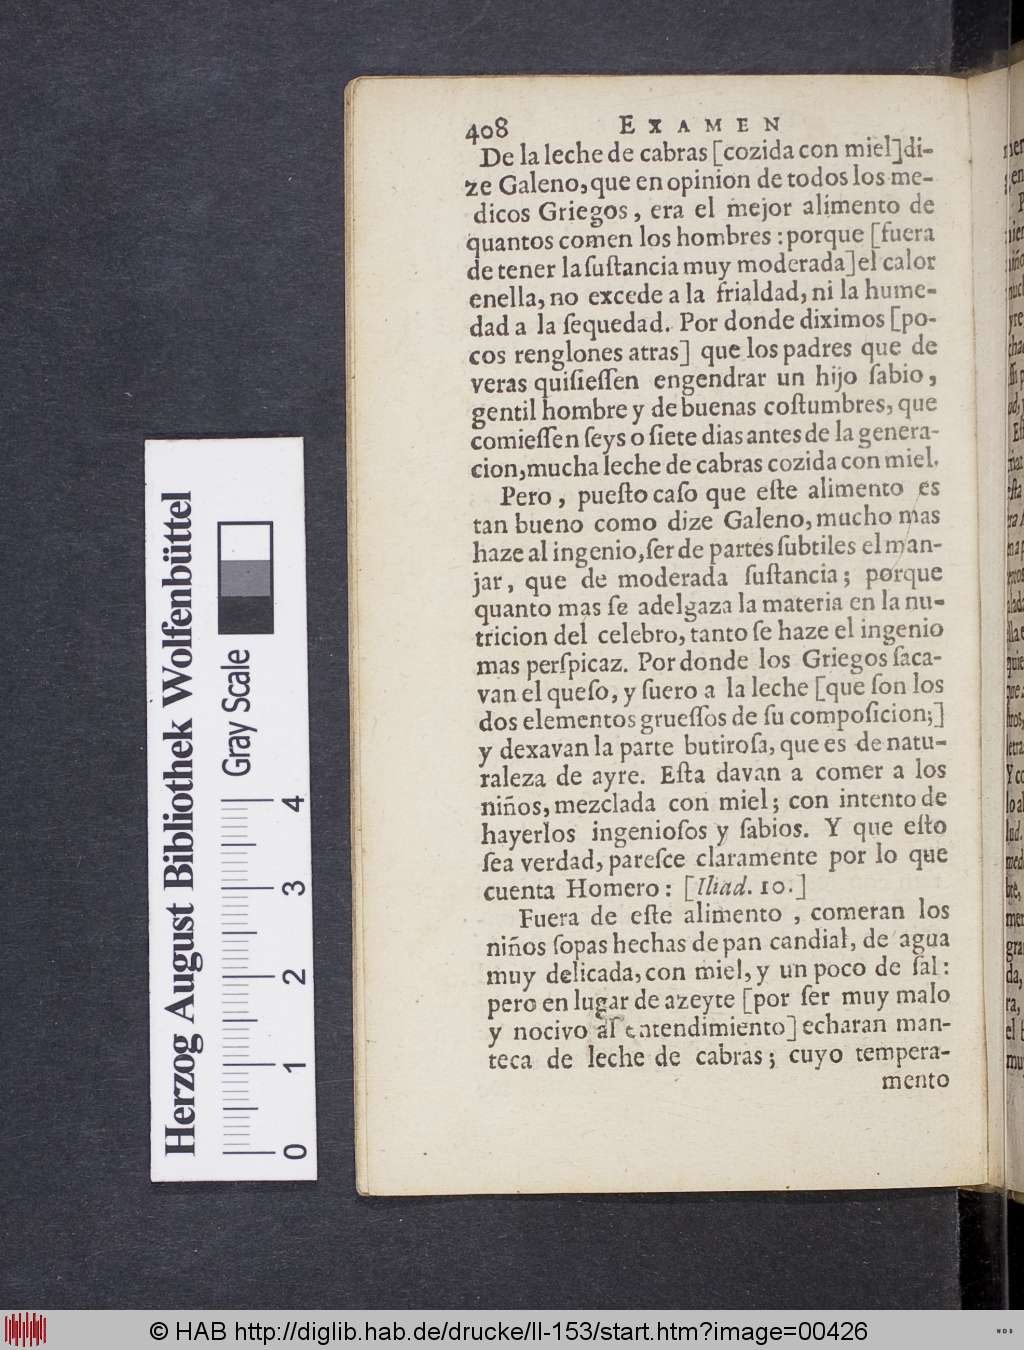 408 EXAMEN
De la leche de cabras [cozida con miel] di-
ze Galeno, que en opinion de todos los me-
dicos Griegos, era el mejor alimento de
quantos comen los hombres : porque [fuera
de tener la ſuſtancia muy moderada] el calor
enella, no excede a la frialdad, ni la hume-
dad a la ſequedad. Por donde diximos [po-
cos renglones atras] que los padres que de
veras quiſieſſen engendrar un hijo ſabio,
gentil hombre y de buenas coſtumbres, que
comieſſen ſeys o ſiete dias antes de la genera-
cion, mucha leche de cabras cozida con miel.
Pero, pueſto caſo que eſte alimento es
tan bueno como dize Galeno, mucho mas
haze al ingenio, ſer de partes ſubtiles el man-
jar, que de moderada ſuſtancia; porque
quanto mas ſe adelgaza la materia en la nu-
tricion del celebro, tanto ſe haze el ingenio
mas perſpicaz. Por donde los Griegos ſaca-
van el queſo, y ſuero a la leche [que ſon los
dos elementos grueſſos de ſu compoſicion;]
y dexavan la parte butiroſa, que es de natu-
raleza de ayre. Eſta davan a comer a los
niños, mezclada con miel; con intento de
hayerlos ingenioſos y ſabios. Y que eſto
ſea verdad, pareſce claramente por lo que
cuenta Homero: [Iliad. 10.]
Fuera de eſte alimento, comeran los
niños ſopas hechas de pan candial, de agua
muy delicada, con miel, y un poco de ſal:
pero en lugar de azeyte [por ſer muy malo
y nocivo al entendimiento] echaran man-
teca de leche de cabras; cuyo tempera-
mento
Herzog August Bibliothek Wolfenbüttel
Gray Scale
0 1 2 3 4
© HAB http://diglib.hab.de/drucke/ll-153/start.htm?image=00426